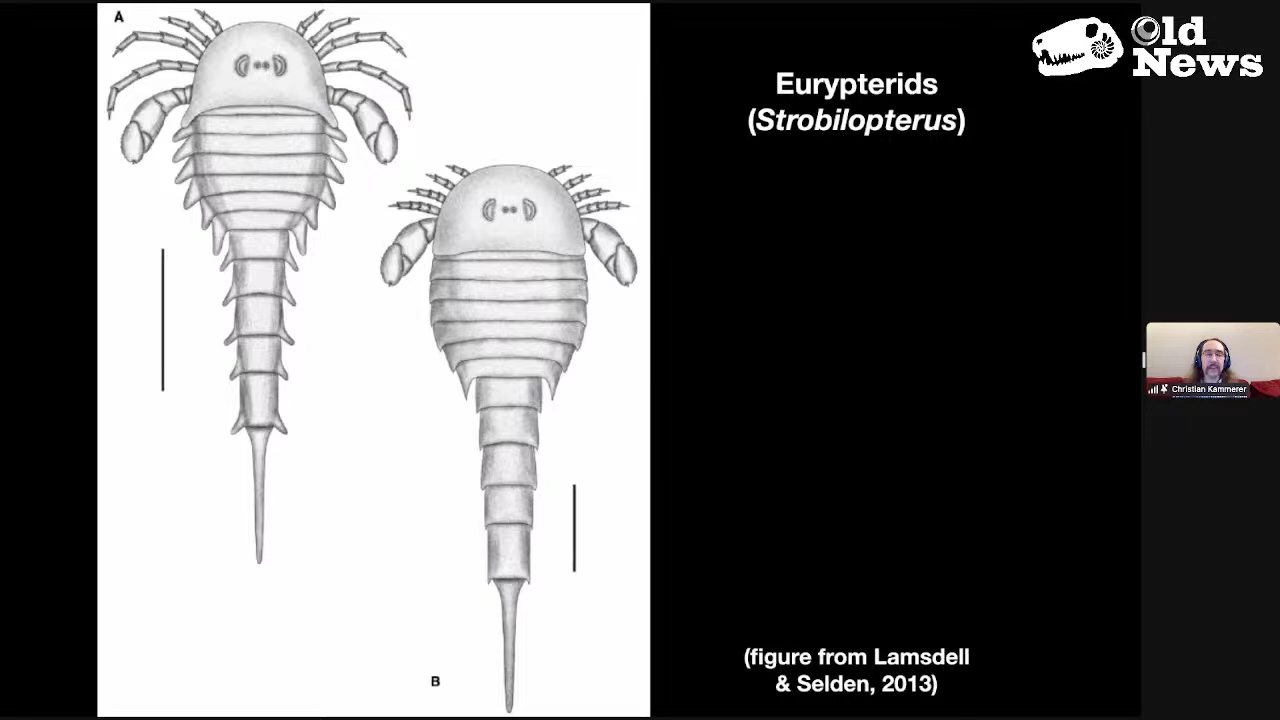 A
Old
News
Eurypterids
(Strobilopterus)
Christian Kammerer
(figure from Lamsdell
& Selden, 2013)
B